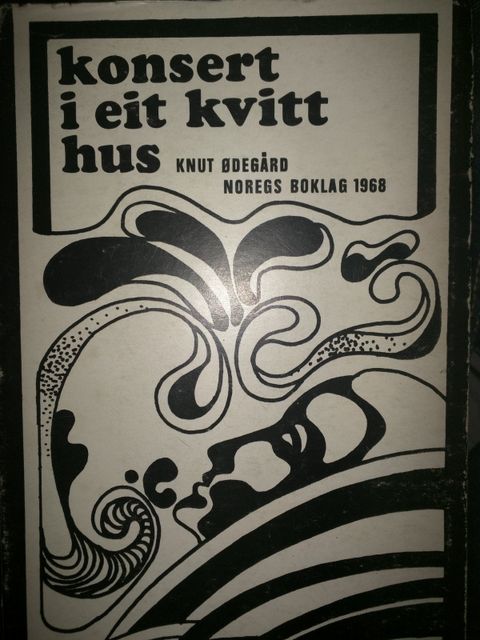 konsert
i eit kvitt
hus
KNUT ØDEGÅRD
NOREGS BOKLAG 1968